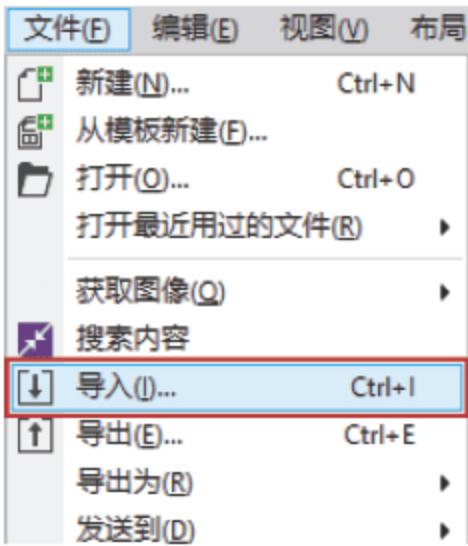 文件(F) 编辑(E) 视图(V) 布局
新建(N)... Ctrl+N
从模板新建(F)...
打开(O)... Ctrl+O
打开最近用过的文件(R)
获取图像(Q)
搜素内容
导入(I)... Ctrl+I
导出(E)... Ctrl+E
导出为(R)
发送到(D)